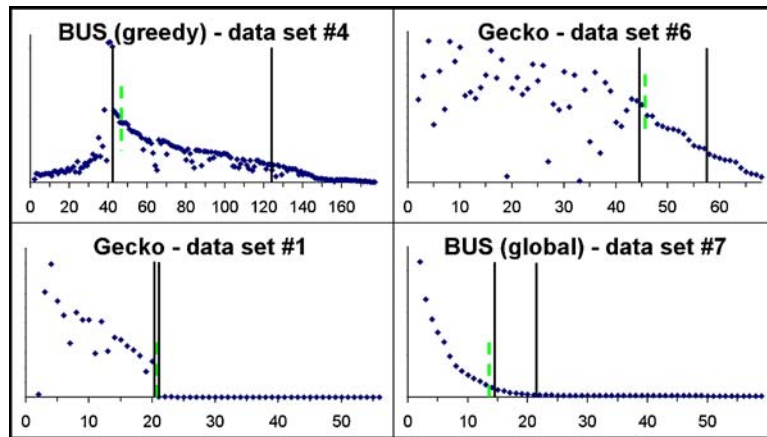 BUS (greedy) - data set #4
0 20 40 60 80 100 120 140 160
Gecko - data set #6
0 10 20 30 40 50 60
Gecko - data set #1
0 10 20 30 40 50
BUS (global) - data set #7
0 10 20 30 40 50